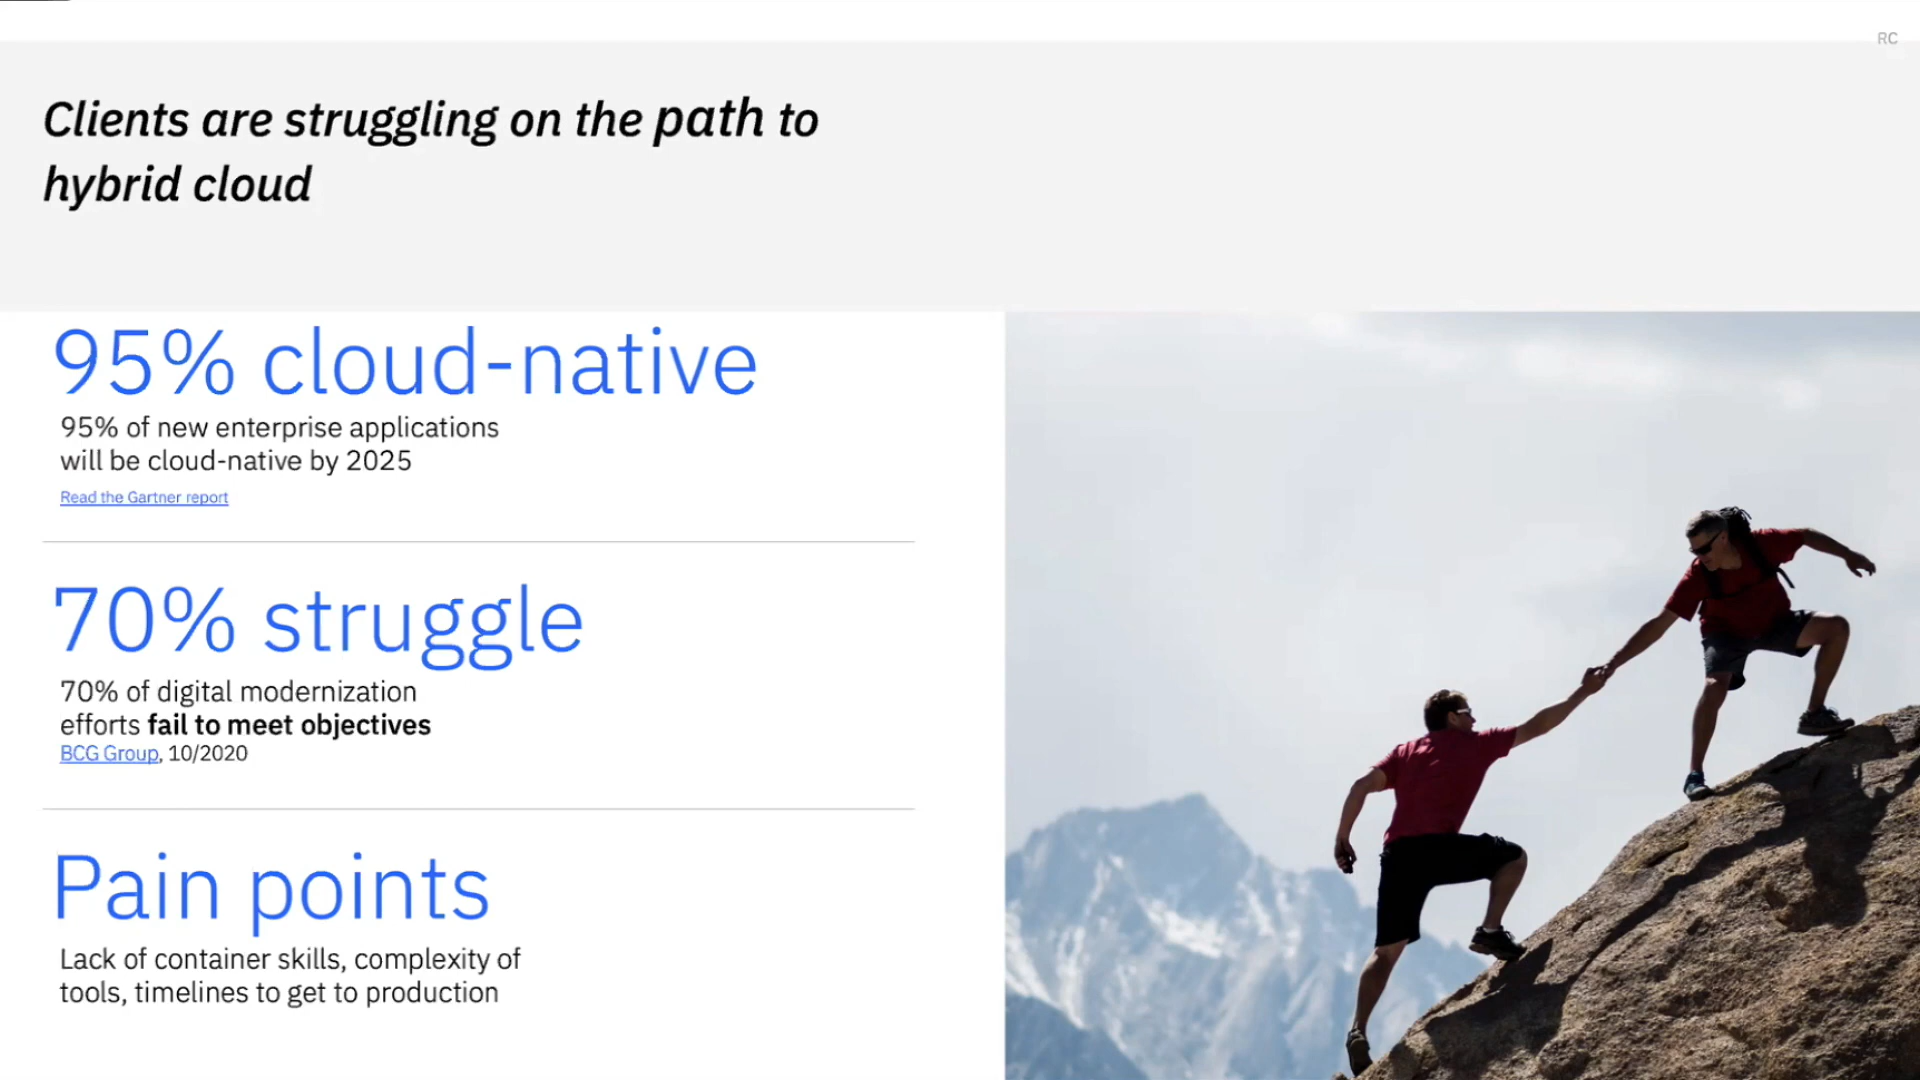 RC
Clients are struggling on the path to
hybrid cloud
95% cloud-native
95% of new enterprise applications
will be cloud-native by 2025
Read the Gartner report
70% struggle
70% of digital modernization
efforts fail to meet objectives
BCG Group, 10/2020
Pain points
Lack of container skills, complexity of
tools, timelines to get to production